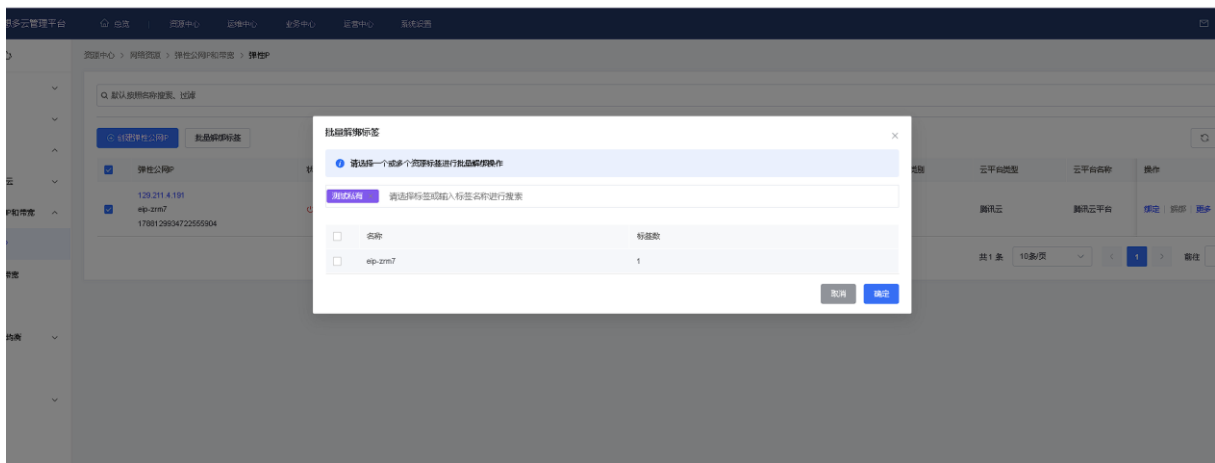 多云管理平台
总览
资源中心
运维中心
业务中心
运营中心
系统设置
资源中心 > 网络资源 > 弹性公网IP和带宽 > 弹性IP
默认按照名称搜索、过滤
创建弹性公网IP
批量解绑标签
弹性公网IP
云平台类型
云平台名称
操作
129.211.4.191
eip-zrm7
1788129934722555904
腾讯云
腾讯云平台
绑定
解绑
更多
共1条
10条/页
1
前往
云
P和带宽
带宽
均衡
批量解绑标签
请选择一个或多个资源标签进行批量解绑操作
请选择标签或输入标签名称进行搜索
名称
标签数
eip-zrm7
1
取消
确定